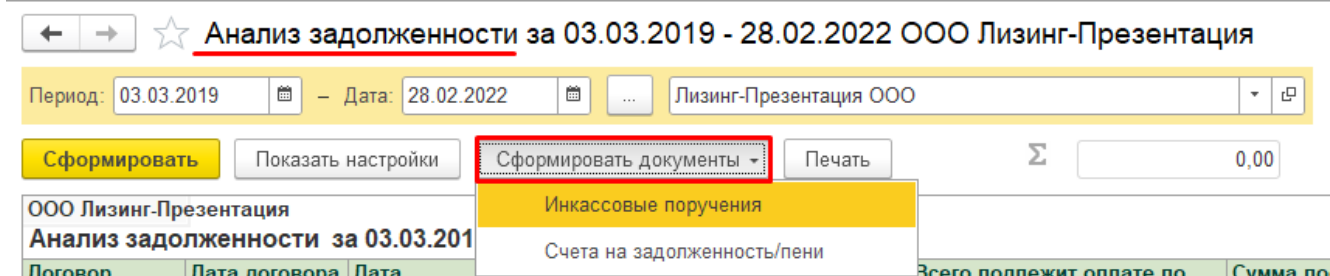 Анализ задолженности за 03.03.2019 - 28.02.2022 ООО Лизинг-Презентация
Период: 03.03.2019 – Дата: 28.02.2022 ... Лизинг-Презентация ООО
Сформировать Показать настройки Сформировать документы Печать Σ 0,00
ООО Лизинг-Презентация Инкассовые поручения
Анализ задолженности за 03.03.201
Счета на задолженность/пени
Договор Дата договора Дата Всего подлежит оплате по Сумма по